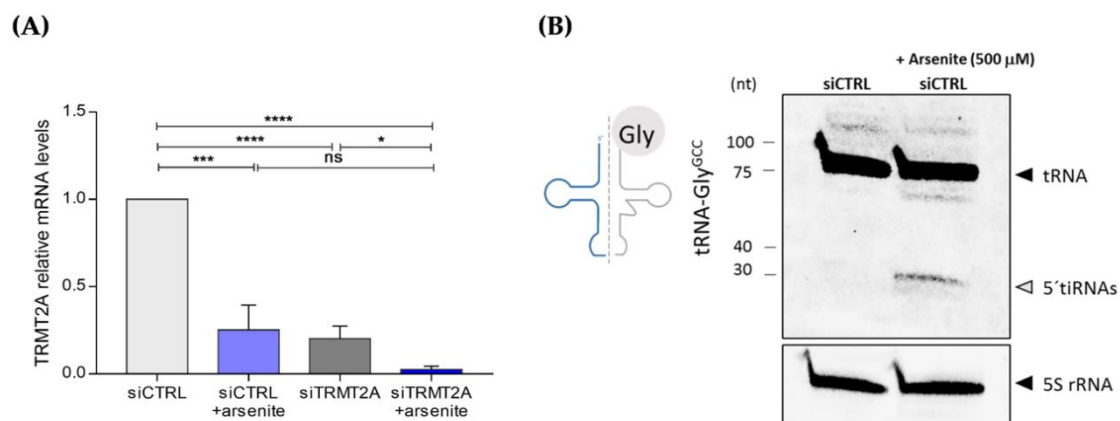 (A)
TRMT2A relative mRNA levels
1.5
1.0
0.5
0.0
****
****
*
***
ns
siCTRL
siCTRL
+arsenite
siTRMT2A
siTRMT2A
+arsenite
(B)
Gly
tRNA-Gly^GCC
+ Arsenite (500 µM)
(nt)
siCTRL
siCTRL
100
75
40
30
tRNA
5´tiRNAs
5S rRNA